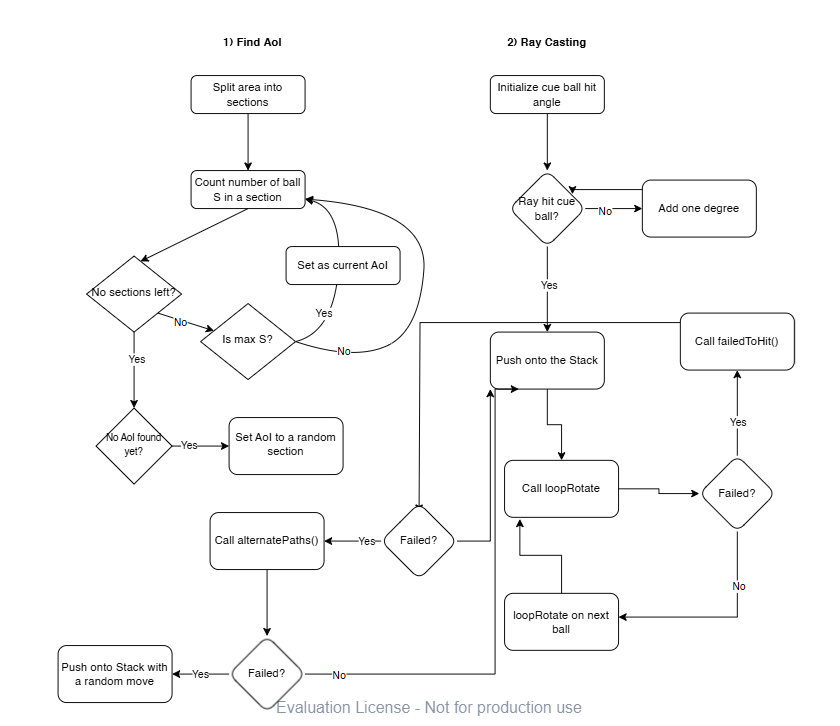 1) Find AoI
2) Ray Casting
Split area into
sections
Initialize cue ball hit
angle
Count number of ball
S in a section
Ray hit cue
ball?
No
Add one degree
Set as current AoI
No sections left?
No
Yes
Is max S?
No
Yes
Yes
Push onto the Stack
Call failedToHit()
Yes
No AoI found
yet?
Yes
Set AoI to a random
section
Call loopRotate
Failed?
Call alternatePaths()
Yes
Failed?
No
loopRotate on next
ball
Push onto Stack with
a random move
Yes
Failed?
No
Evaluation License - Not for production use